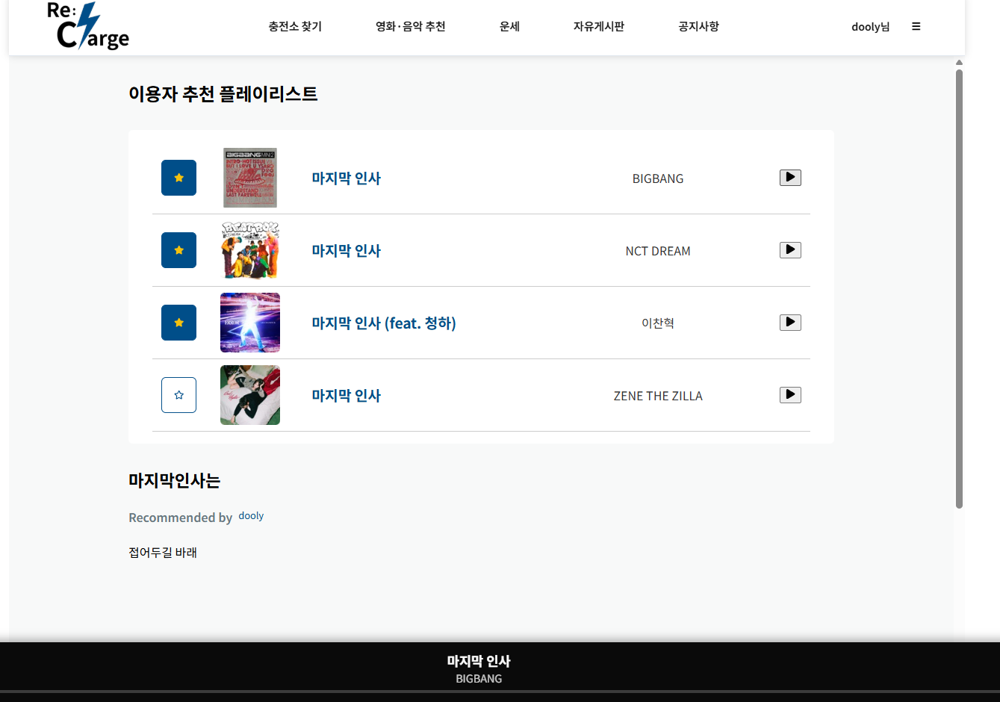 Re:
Charge
충전소 찾기
영화·음악 추천
운세
자유게시판
공지사항
dooly님
이용자 추천 플레이리스트
BIGBANG MINI2
마지막 인사
BIGBANG
마지막 인사
NCT DREAM
마지막 인사 (feat. 청하)
이찬혁
마지막 인사
ZENE THE ZILLA
마지막인사는
Recommended by dooly
접어두길 바래
마지막 인사
BIGBANG